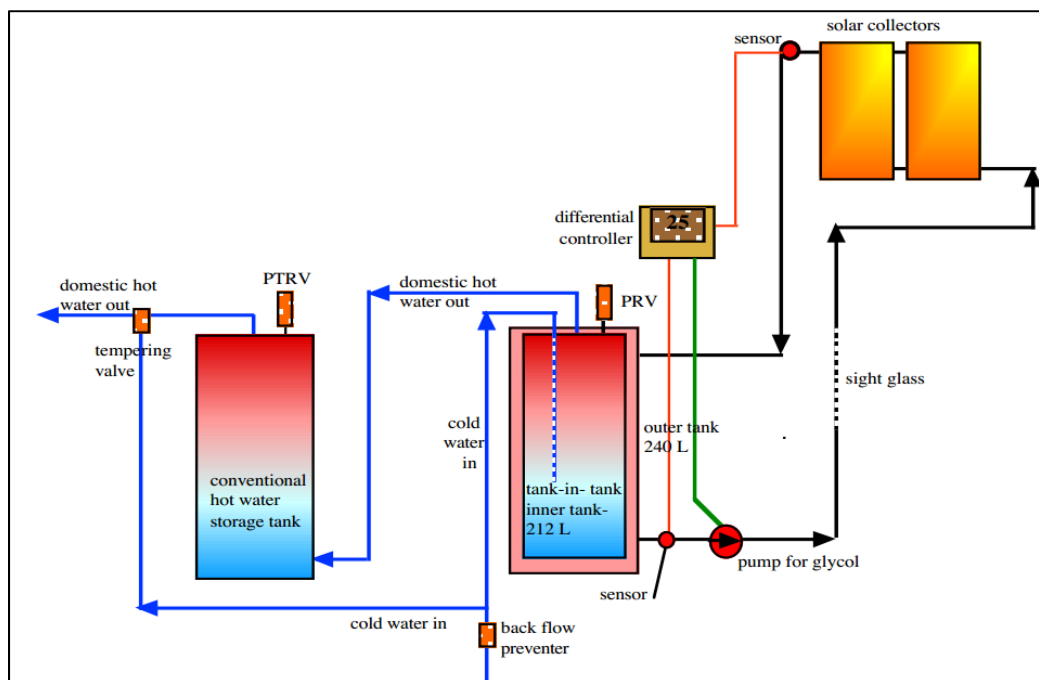 solar collectors
sensor
differential
controller
25
domestic hot
water out
PTRV
domestic hot
water out
PRV
tempering
valve
sight glass
cold
water
in
outer tank
240 L
conventional
hot water
storage tank
tank-in- tank
inner tank-
212 L
pump for glycol
sensor
cold water in
back flow
preventer